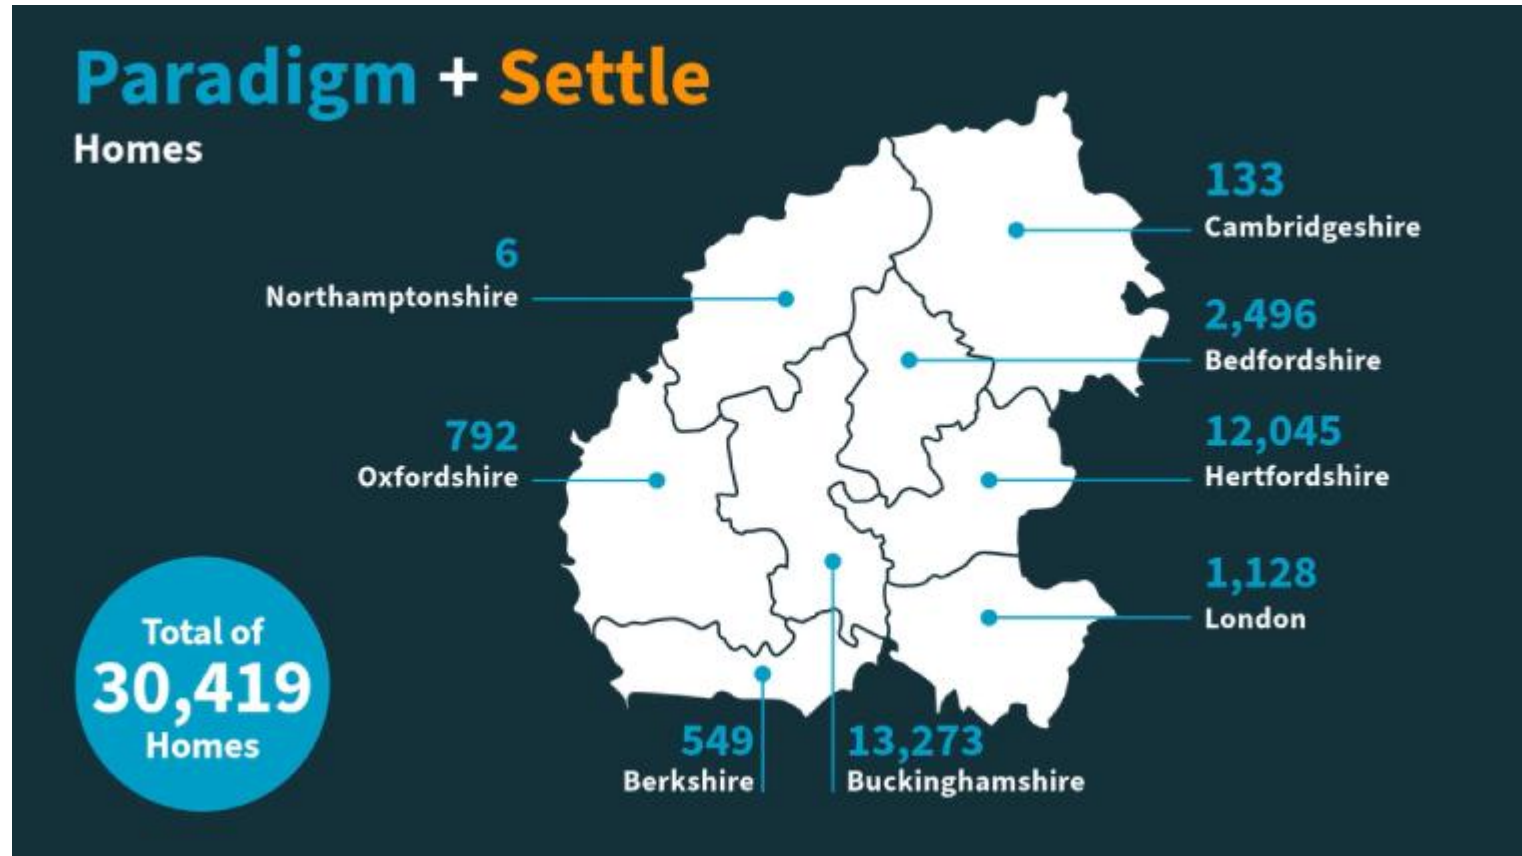 Paradigm + Settle
Homes
133
Cambridgeshire
6
Northamptonshire
2,496
Bedfordshire
792
Oxfordshire
12,045
Hertfordshire
1,128
London
Total of
30,419
Homes
549
Berkshire
13,273
Buckinghamshire